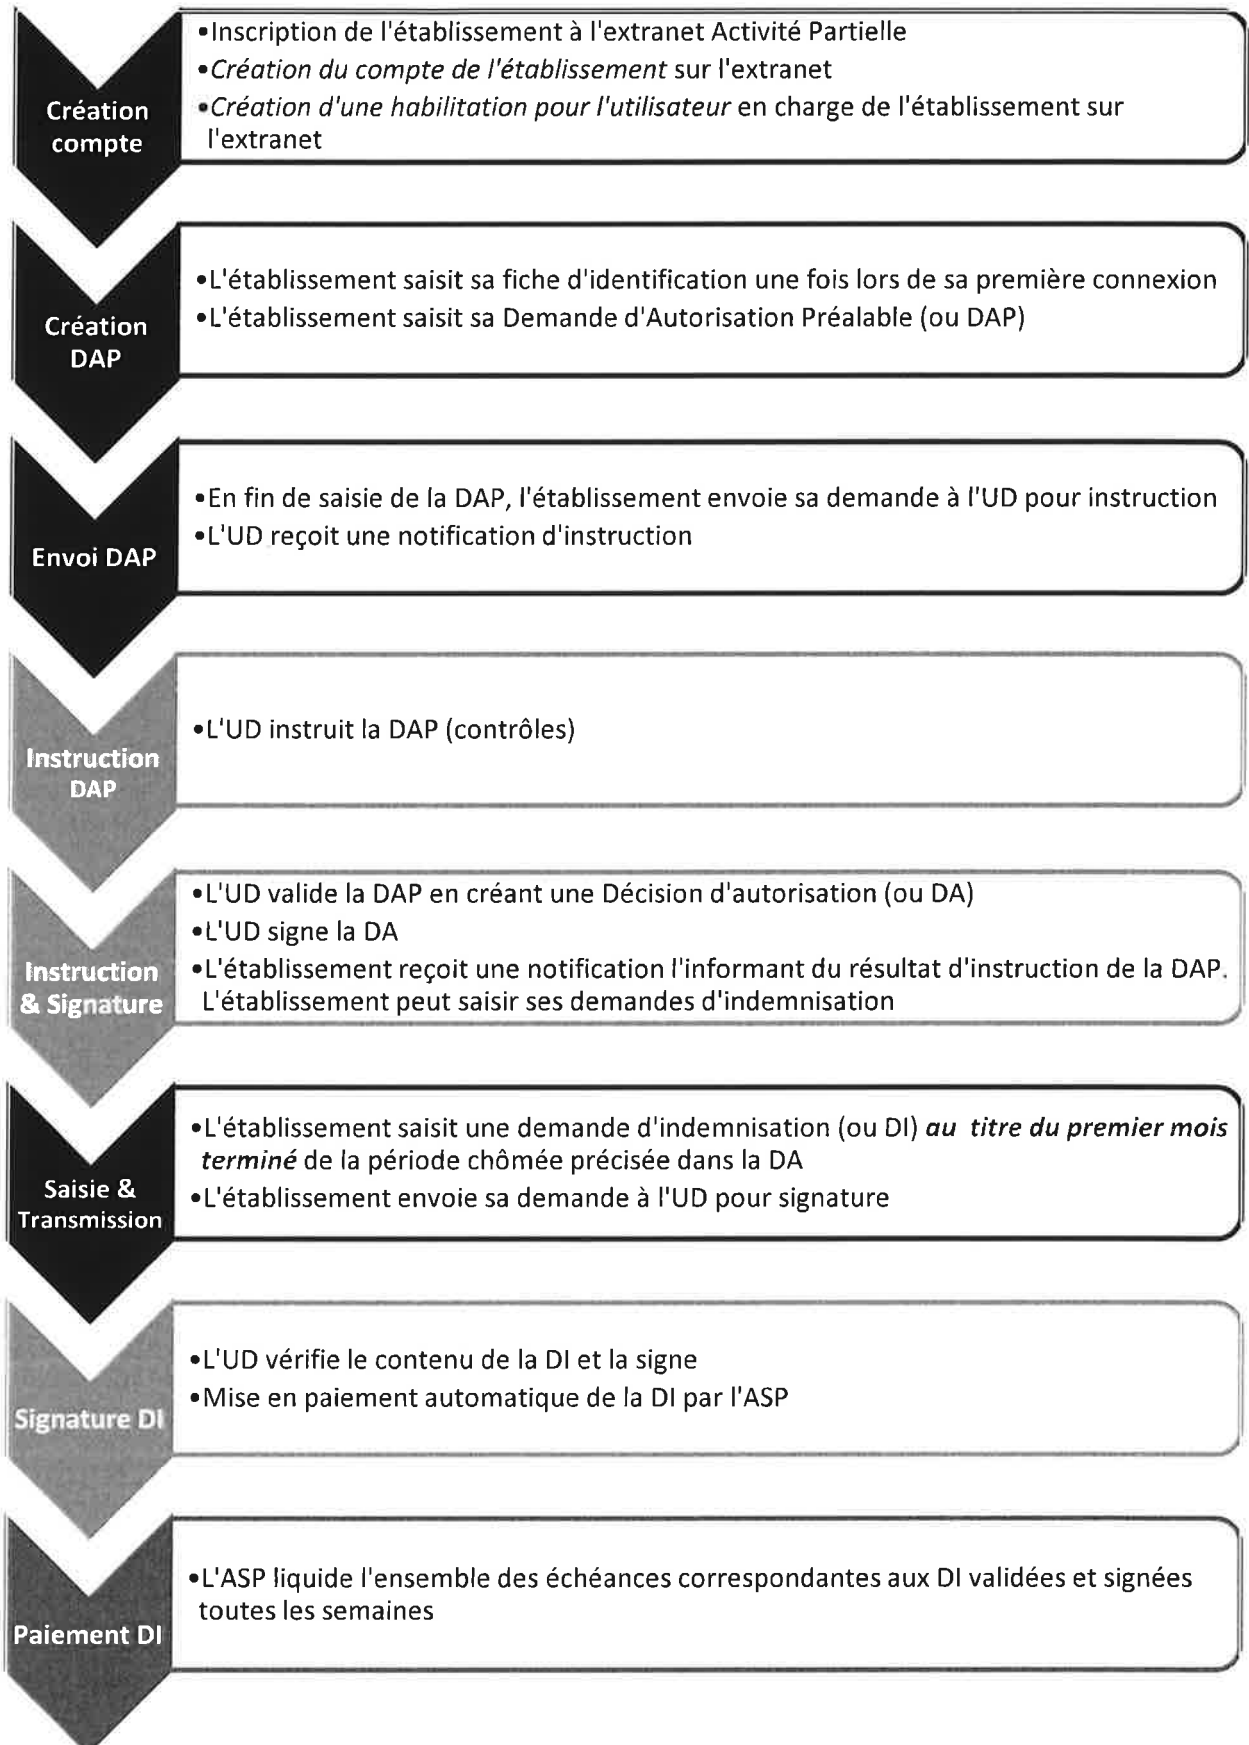 Création
compte
•Inscription de l'établissement à l'extranet Activité Partielle
•Création du compte de l'établissement sur l'extranet
•Création d'une habilitation pour l'utilisateur en charge de l'établissement sur
l'extranet
Création
DAP
•L'établissement saisit sa fiche d'identification une fois lors de sa première connexion
•L'établissement saisit sa Demande d'Autorisation Préalable (ou DAP)
Envoi DAP
•En fin de saisie de la DAP, l'établissement envoie sa demande à l'UD pour instruction
•L'UD reçoit une notification d'instruction
Instruction
DAP
•L'UD instruit la DAP (contrôles)
Instruction
& Signature
•L'UD valide la DAP en créant une Décision d'autorisation (ou DA)
•L'UD signe la DA
•L'établissement reçoit une notification l'informant du résultat d'instruction de la DAP.
L'établissement peut saisir ses demandes d'indemnisation
Saisie &
Transmission
•L'établissement saisit une demande d'indemnisation (ou DI) au titre du premier mois
terminé de la période chômée précisée dans la DA
•L'établissement envoie sa demande à l'UD pour signature
Signature DI
•L'UD vérifie le contenu de la DI et la signe
•Mise en paiement automatique de la DI par l'ASP
Paiement DI
•L'ASP liquide l'ensemble des échéances correspondantes aux DI validées et signées
toutes les semaines